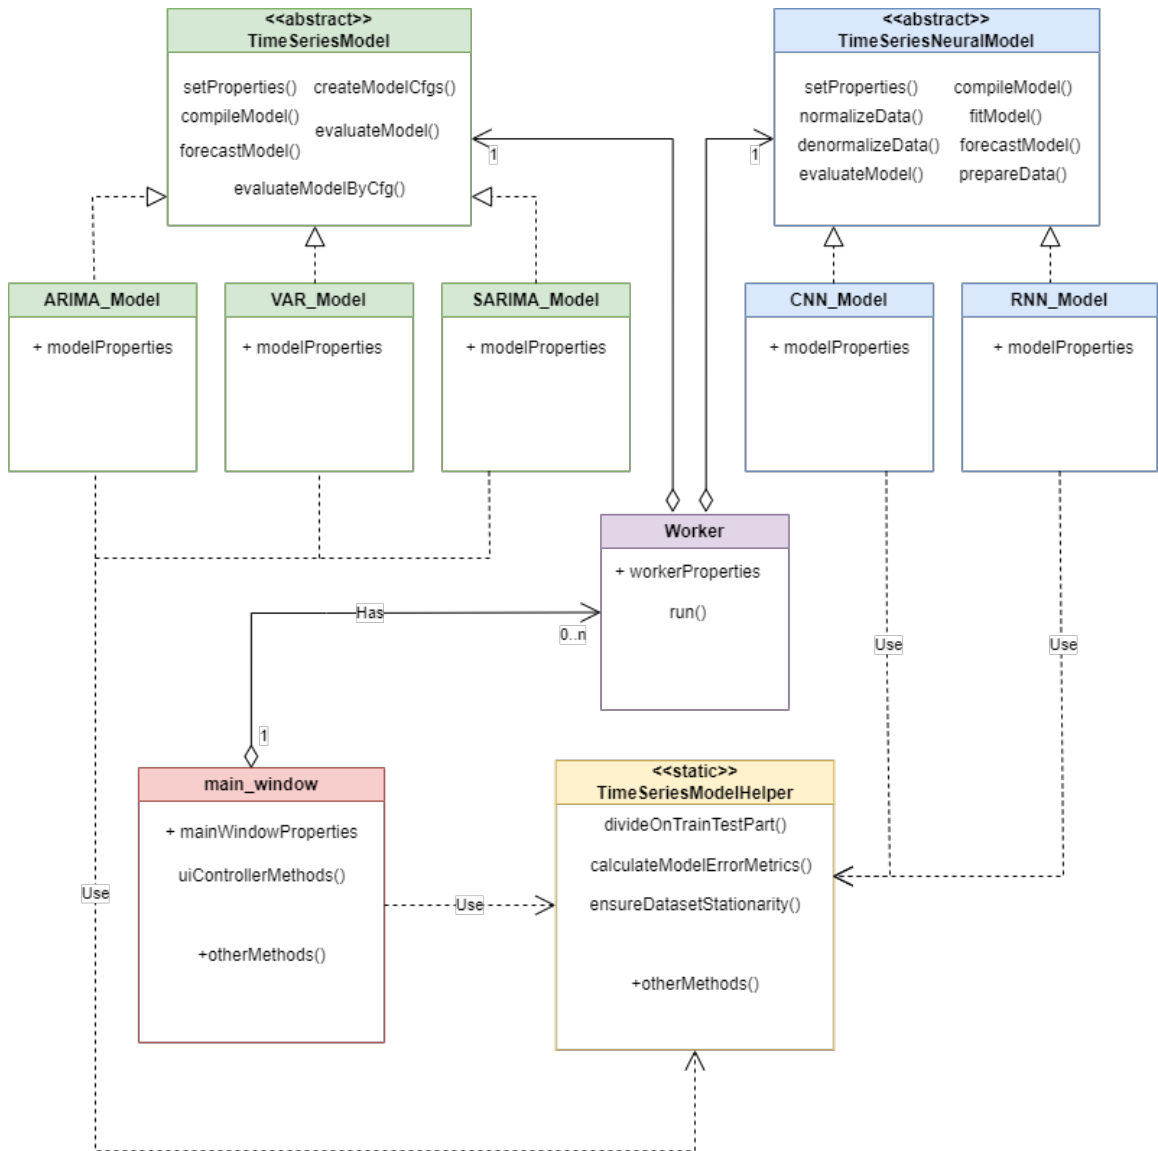 <<abstract>>
TimeSeriesModel
setProperties() createModelCfgs()
compileModel()
evaluateModel()
forecastModel()
evaluateModelByCfg()
<<abstract>>
TimeSeriesNeuralModel
setProperties() compileModel()
normalizeData() fitModel()
denormalizeData() forecastModel()
evaluateModel() prepareData()
1
1
ARIMA_Model
+ modelProperties
VAR_Model
+ modelProperties
SARIMA_Model
+ modelProperties
CNN_Model
+ modelProperties
RNN_Model
+ modelProperties
Worker
+ workerProperties
run()
Has
0..n
Use
Use
1
main_window
+ mainWindowProperties
uiControllerMethods()
+otherMethods()
Use
Use
<<static>>
TimeSeriesModelHelper
divideOnTrainTestPart()
calculateModelErrorMetrics()
ensureDatasetStationarity()
+otherMethods()